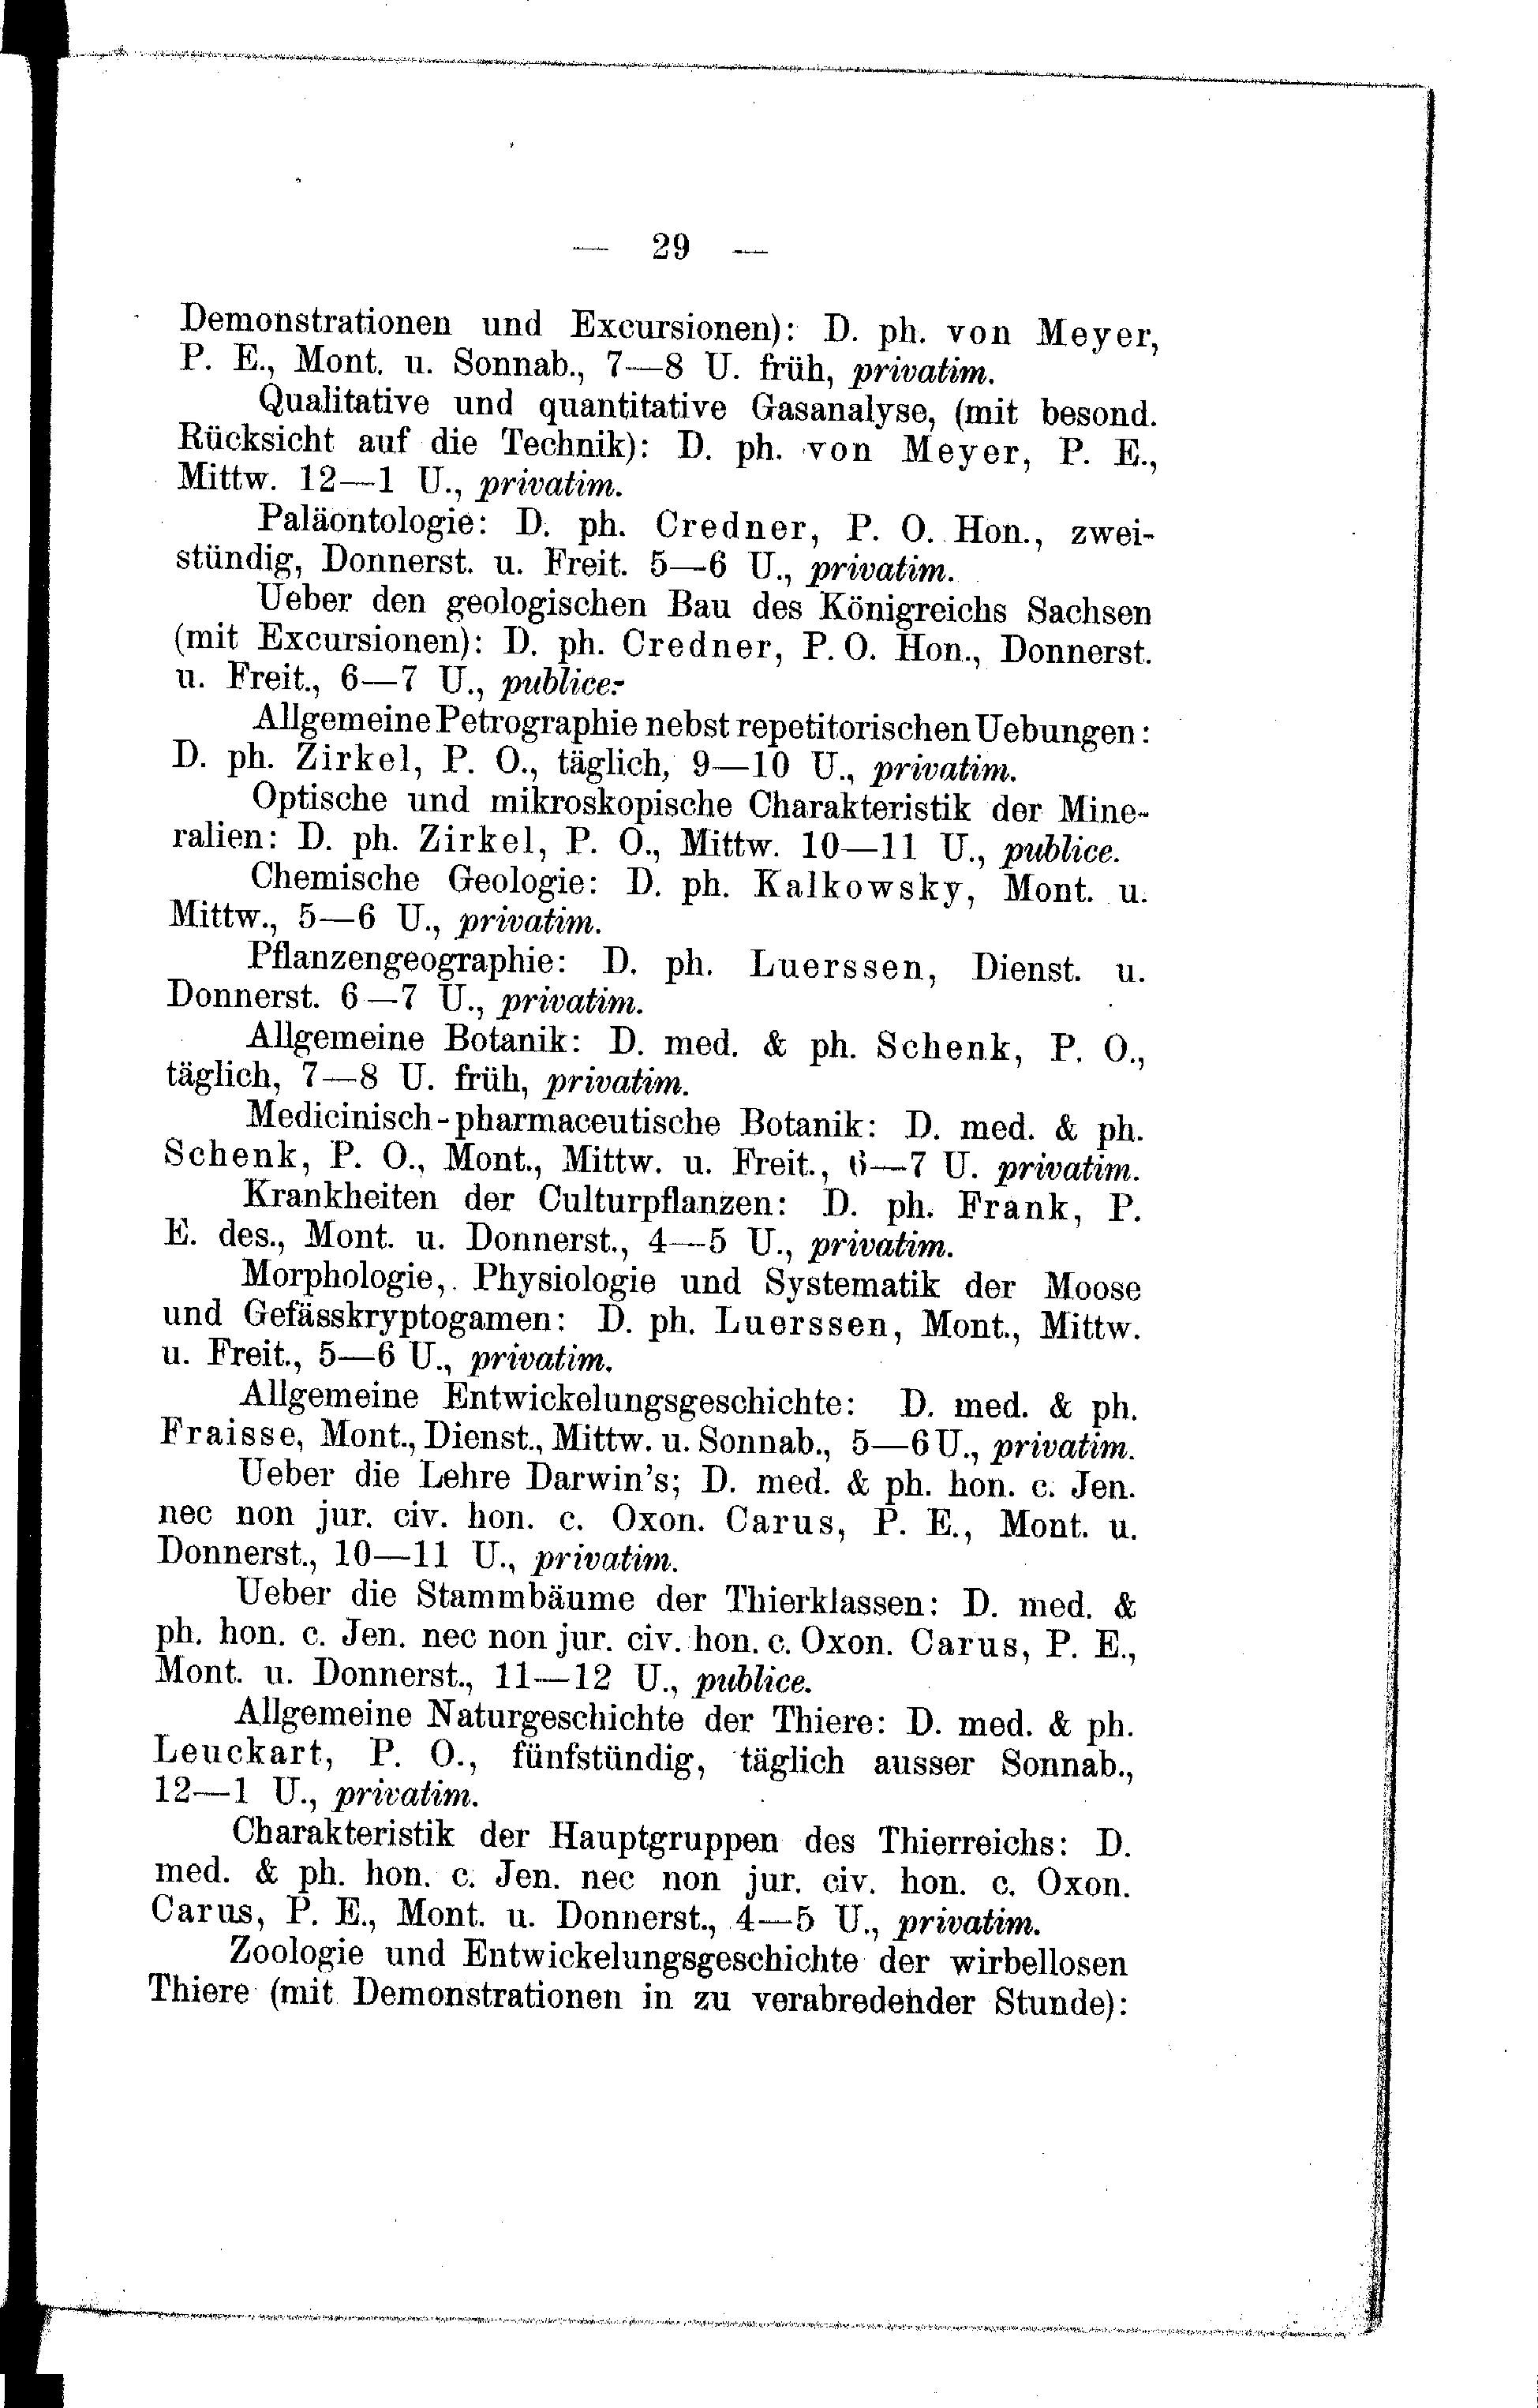 — 29 —
Demonstrationen und Excursionen): D. ph. von Meyer,
P. E., Mont. u. Sonnab., 7—8 U. früh, privatim.
Qualitative und quantitative Gasanalyse, (mit besond.
Rücksicht auf die Technik): D. ph. von Meyer, P. E.,
Mittw. 12—1 U., privatim.
Paläontologie: D. ph. Credner, P. O. Hon., zwei-
stündig, Donnerst. u. Freit. 5—6 U., privatim.
Ueber den geologischen Bau des Königreichs Sachsen
(mit Excursionen): D. ph. Credner, P. O. Hon., Donnerst.
u. Freit., 6—7 U., publice.
Allgemeine Petrographie nebst repetitorischen Uebungen:
D. ph. Zirkel, P. O., täglich, 9—10 U., privatim.
Optische und mikroskopische Charakteristik der Mine-
ralien: D. ph. Zirkel, P. O., Mittw. 10—11 U., publice.
Chemische Geologie: D. ph. Kalkowsky, Mont. u.
Mittw., 5—6 U., privatim.
Pflanzengeographie: D. ph. Luerssen, Dienst. u.
Donnerst. 6—7 U., privatim.
Allgemeine Botanik: D. med. & ph. Schenk, P. O.,
täglich, 7—8 U. früh, privatim.
Medicinisch-pharmaceutische Botanik: D. med. & ph.
Schenk, P. O., Mont., Mittw. u. Freit., 6—7 U. privatim.
Krankheiten der Culturpflanzen: D. ph. Frank, P.
E. des., Mont. u. Donnerst., 4—5 U., privatim.
Morphologie, Physiologie und Systematik der Moose
und Gefässkryptogamen: D. ph. Luerssen, Mont., Mittw.
u. Freit., 5—6 U., privatim.
Allgemeine Entwickelungsgeschichte: D. med. & ph.
Fraisse, Mont., Dienst., Mittw. u. Sonnab., 5—6 U., privatim.
Ueber die Lehre Darwin's; D. med. & ph. hon. c. Jen.
nec non jur. civ. hon. c. Oxon. Carus, P. E., Mont. u.
Donnerst., 10—11 U., privatim.
Ueber die Stammbäume der Thierklassen: D. med. &
ph. hon. c. Jen. nec non jur. civ. hon. c. Oxon. Carus, P. E.,
Mont. u. Donnerst., 11—12 U., publice.
Allgemeine Naturgeschichte der Thiere: D. med. & ph.
Leuckart, P. O., fünfstündig, täglich ausser Sonnab.,
12—1 U., privatim.
Charakteristik der Hauptgruppen des Thierreichs: D.
med. & ph. hon. c. Jen. nec non jur. civ. hon. c. Oxon.
Carus, P. E., Mont. u. Donnerst., 4—5 U., privatim.
Zoologie und Entwickelungsgeschichte der wirbellosen
Thiere (mit Demonstrationen in zu verabredender Stunde):